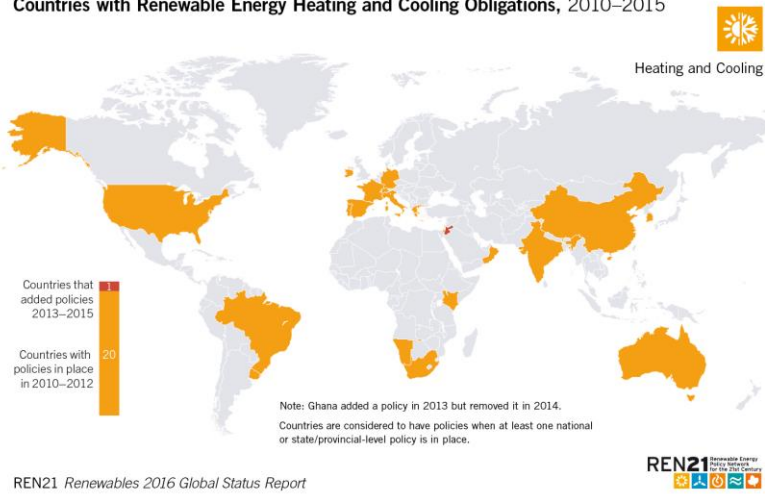 Countries with Renewable Energy Heating and Cooling Obligations, 2010–2015
Heating and Cooling
Countries that
added policies
2013–2015
1
Countries with
policies in place
in 2010–2012
20
Note: Ghana added a policy in 2013 but removed it in 2014.
Countries are considered to have policies when at least one national
or state/provincial-level policy is in place.
REN21 Renewable Energy
Policy Network
for the 21st Century
REN21 Renewables 2016 Global Status Report